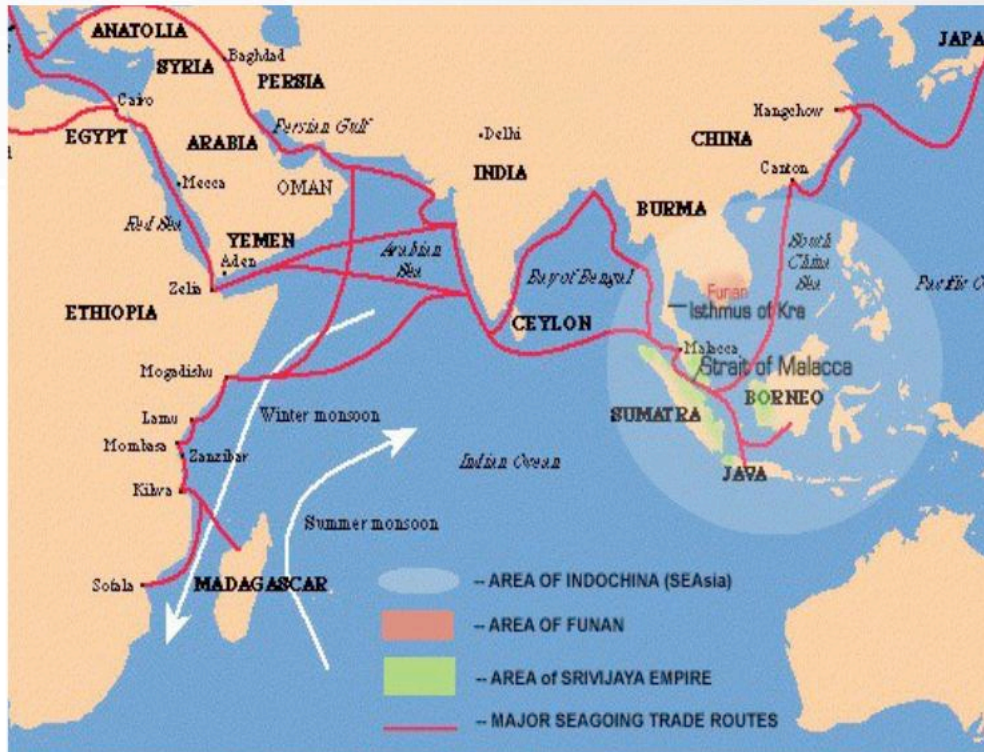 ANATOLIA
JAPA
SYRIA
Baghdad
PERSIA
Cairo
Hangchow
EGYPT
ARABIA
Persian Gulf
Delhi
CHINA
INDIA
Canton
Mecca
OMAN
BURMA
Red Sea
YEMEN
Arabian
Sea
South
China
Sea
Aden
Bay of Bengal
Funan
Pacific O
Zelia
Isthmus of Kra
ETHIOPIA
CEYLON
Malacca
Strait of Malacca
Mogadishu
BORNEO
Lamu
Winter monsoon
SUMATRA
Mombasa
Zanzibar
Indian Ocean
JAVA
Kilwa
Summer monsoon
Sofala
MADAGASCAR
-- AREA OF INDOCHINA (SEAsia)
-- AREA OF FUNAN
-- AREA of SRIVIJAYA EMPIRE
-- MAJOR SEAGOING TRADE ROUTES